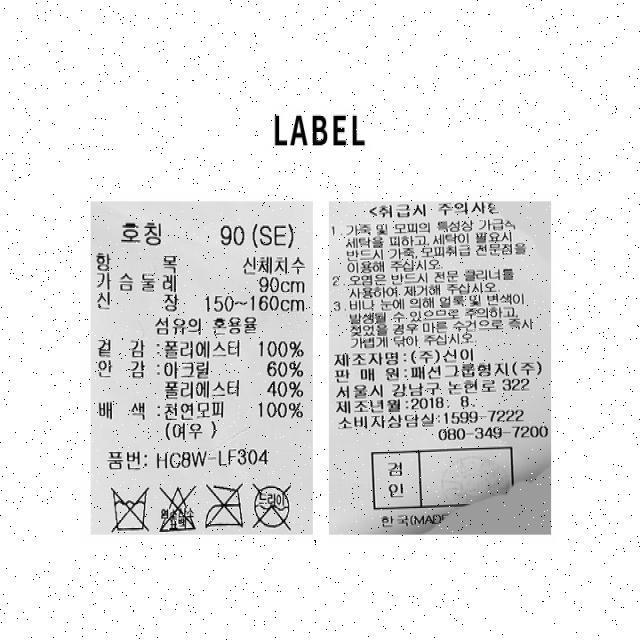 LABEL
호칭 90 (SE)
항 목 신체치수
가슴둘레 90cm
신 장 150~160cm
섬유의 혼용율
겉 감 : 폴리에스터 100%
안 감 : 아크릴 60%
폴리에스터 40%
배 색 : 천연모피 100%
(여우)
품번: HC8W-LF304
염소산소표백
드라이
<취급시 주의사항
1. 가죽 및 모피의 특성상 가급적
세탁을 피하고, 세탁이 필요시
반드시 가죽, 모피취급 전문점을
이용해 주십시오.
2. 오염은 반드시 전문 클리너를
사용하여 제거해 주십시오.
3. 비나 눈에 의해 얼룩 및 변색이
발생될 수 있으므로 주의하고,
젖었을 경우 마른 수건으로 즉시
가볍게 닦아 주십시오.
제조자명 : (주)신이
판 매 원 : 패션그룹형지(주)
서울시 강남구 논현로 322
제조년월 : 2018. 8.
소비자상담실 : 1599-7222
080-349-7200
검
인
한국(MADE